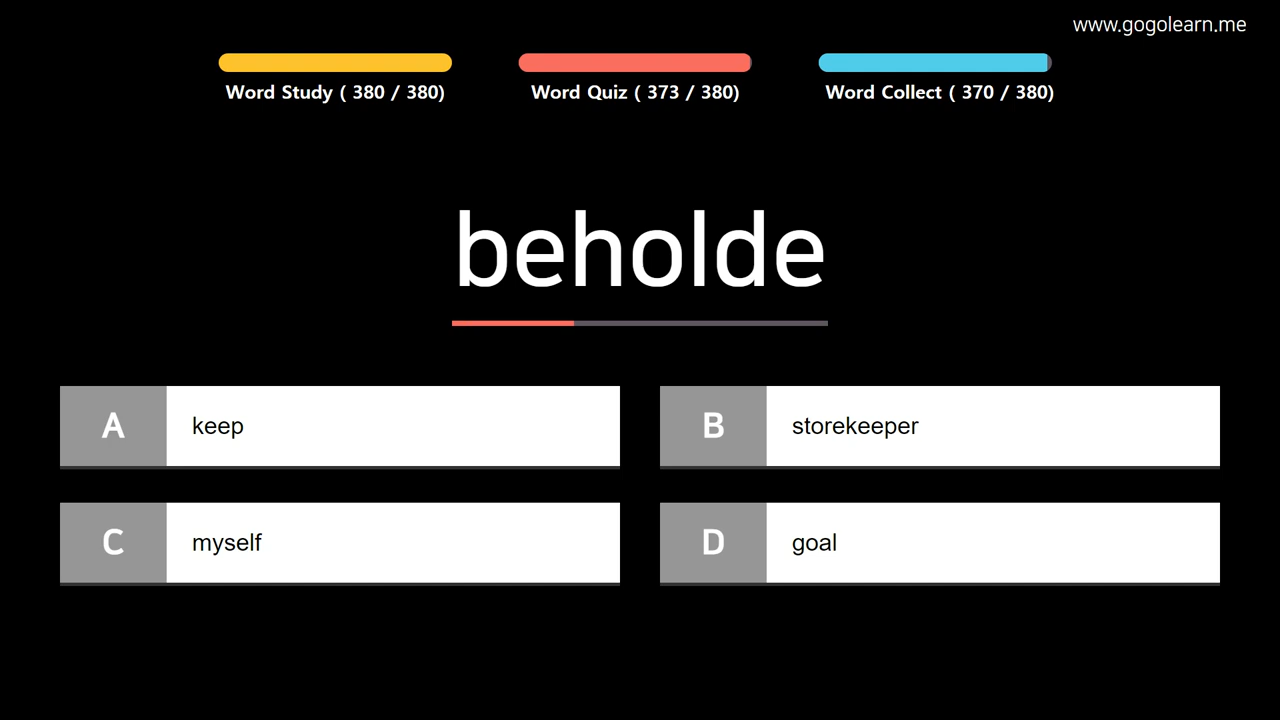 www.gogolearn.me
Word Study ( 380 / 380)
Word Quiz ( 373 / 380)
Word Collect ( 370 / 380)
beholde
A keep
B storekeeper
C myself
D goal